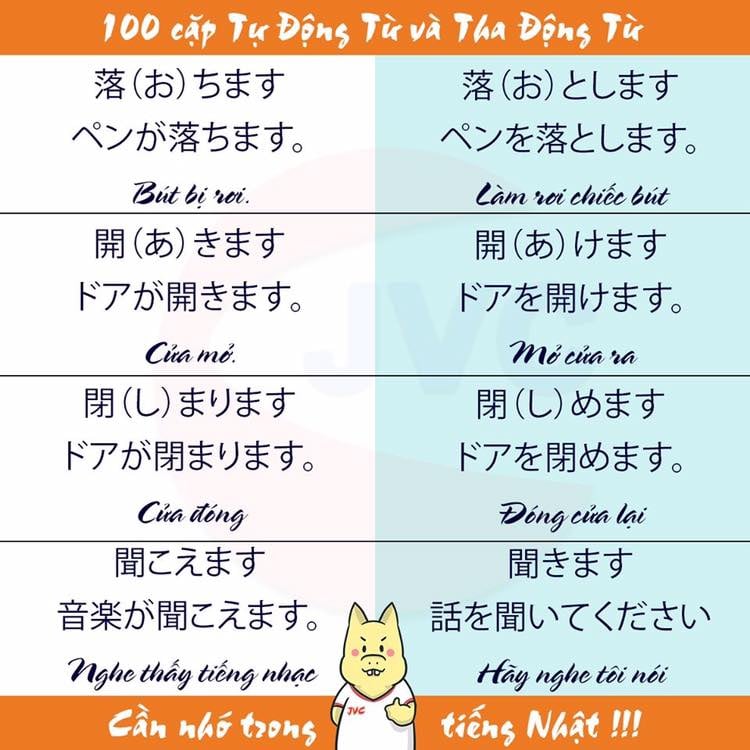 100 cặp Tự Động Từ và Tha Động Từ
落(お)ちます
ペンが落ちます。
Bút bị rơi.
落(お)とします
ペンを落とします。
Làm rơi chiếc bút
開(あ)きます
ドアが開きます。
Cửa mở.
開(あ)けます
ドアを開けます。
Mở cửa ra
閉(し)まります
ドアが閉まります。
Cửa đóng
閉(し)めます
ドアを閉めます。
Đóng cửa lại
聞こえます
音楽が聞こえます。
Nghe thấy tiếng nhạc
聞きます
話を聞いてください
Hãy nghe tôi nói
JVC
JVC
Cần nhớ trong tiếng Nhật !!!